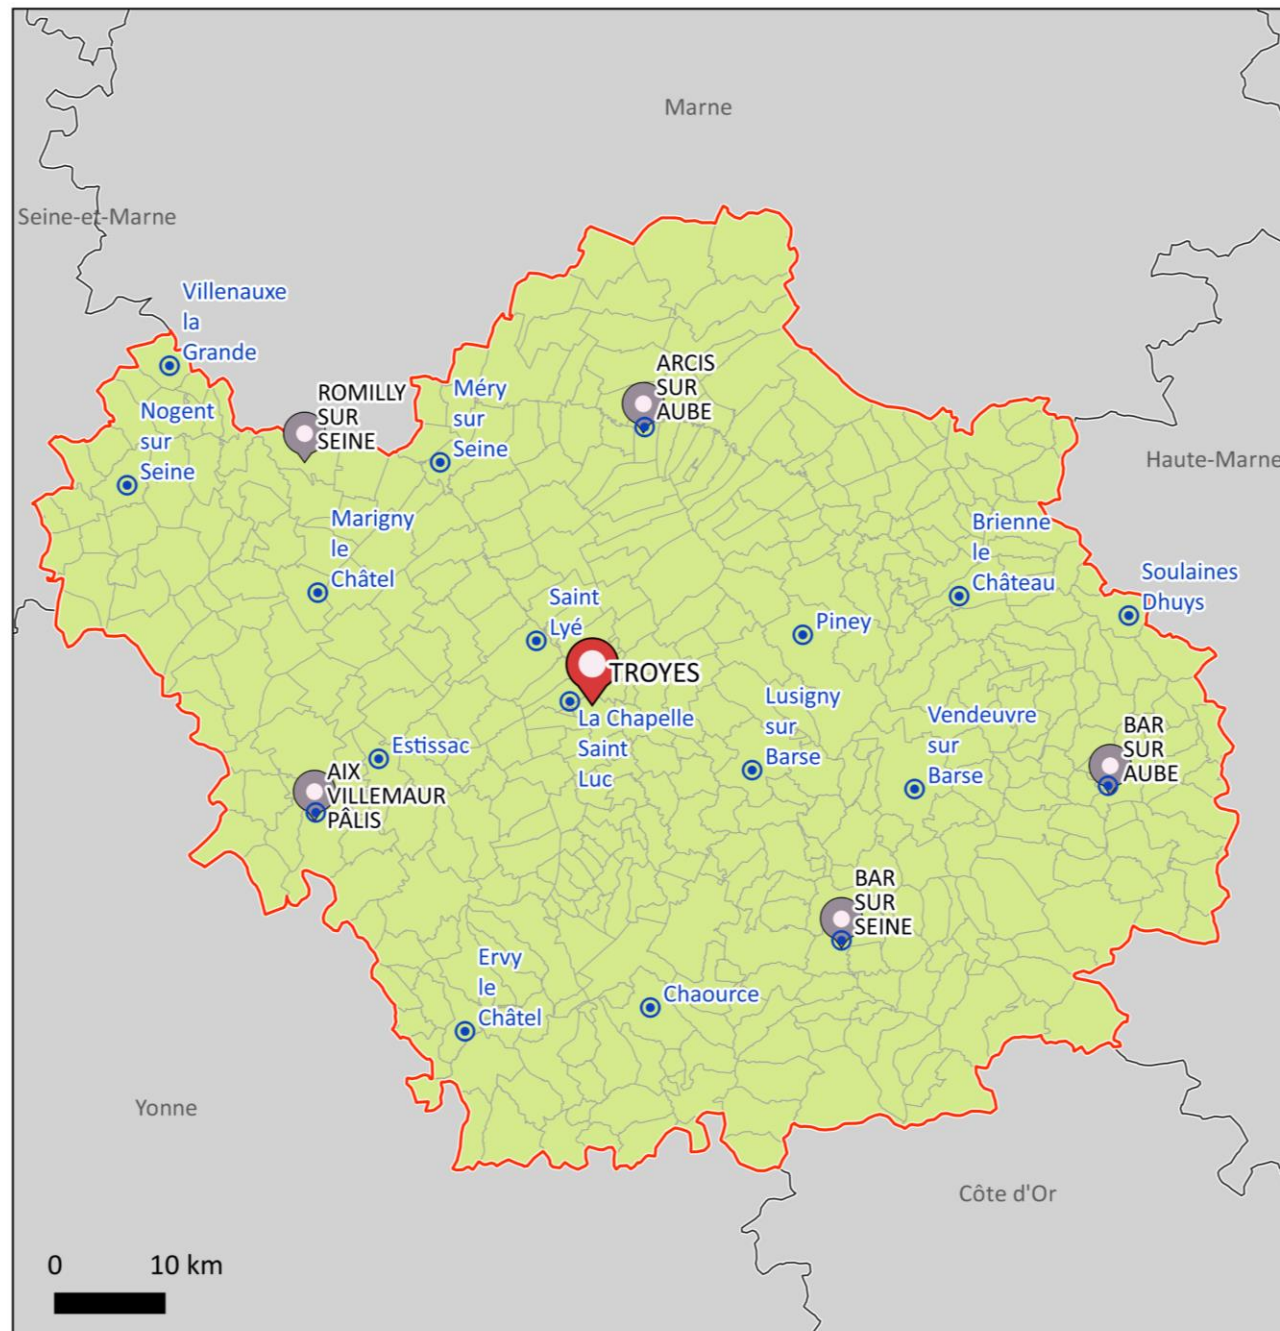 Marne
Seine-et-Marne
Villenauxe
la
Grande
ROMILLY
SUR
SEINE
Méry
sur
Seine
ARCIS
SUR
AUBE
Nogent
sur
Seine
Haute-Marne
Marigny
le
Châtel
Brienne
le
Château
Soulaines
Dhuys
Saint
Lyé
Piney
TROYES
La Chapelle
Saint
Luc
Lusigny
sur
Barse
Vendeuvre
sur
Barse
BAR
SUR
AUBE
Estissac
AIX
VILLEMAUR
PÂLIS
BAR
SUR
SEINE
Ervy
le
Châtel
Chaource
Yonne
Côte d'Or
0 10 km